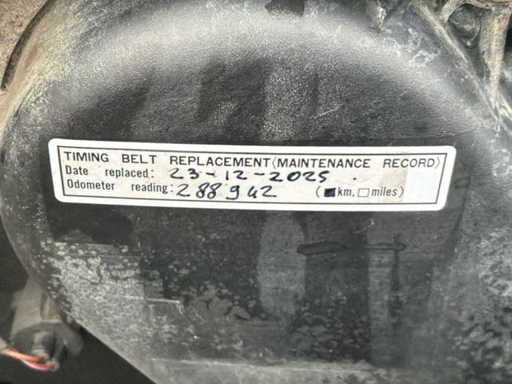 TIMING BELT REPLACEMENT(MAINTENANCE RECORD)
Date replaced: 23-12-2025 .
Odometer reading: 288942 (■km,□miles)